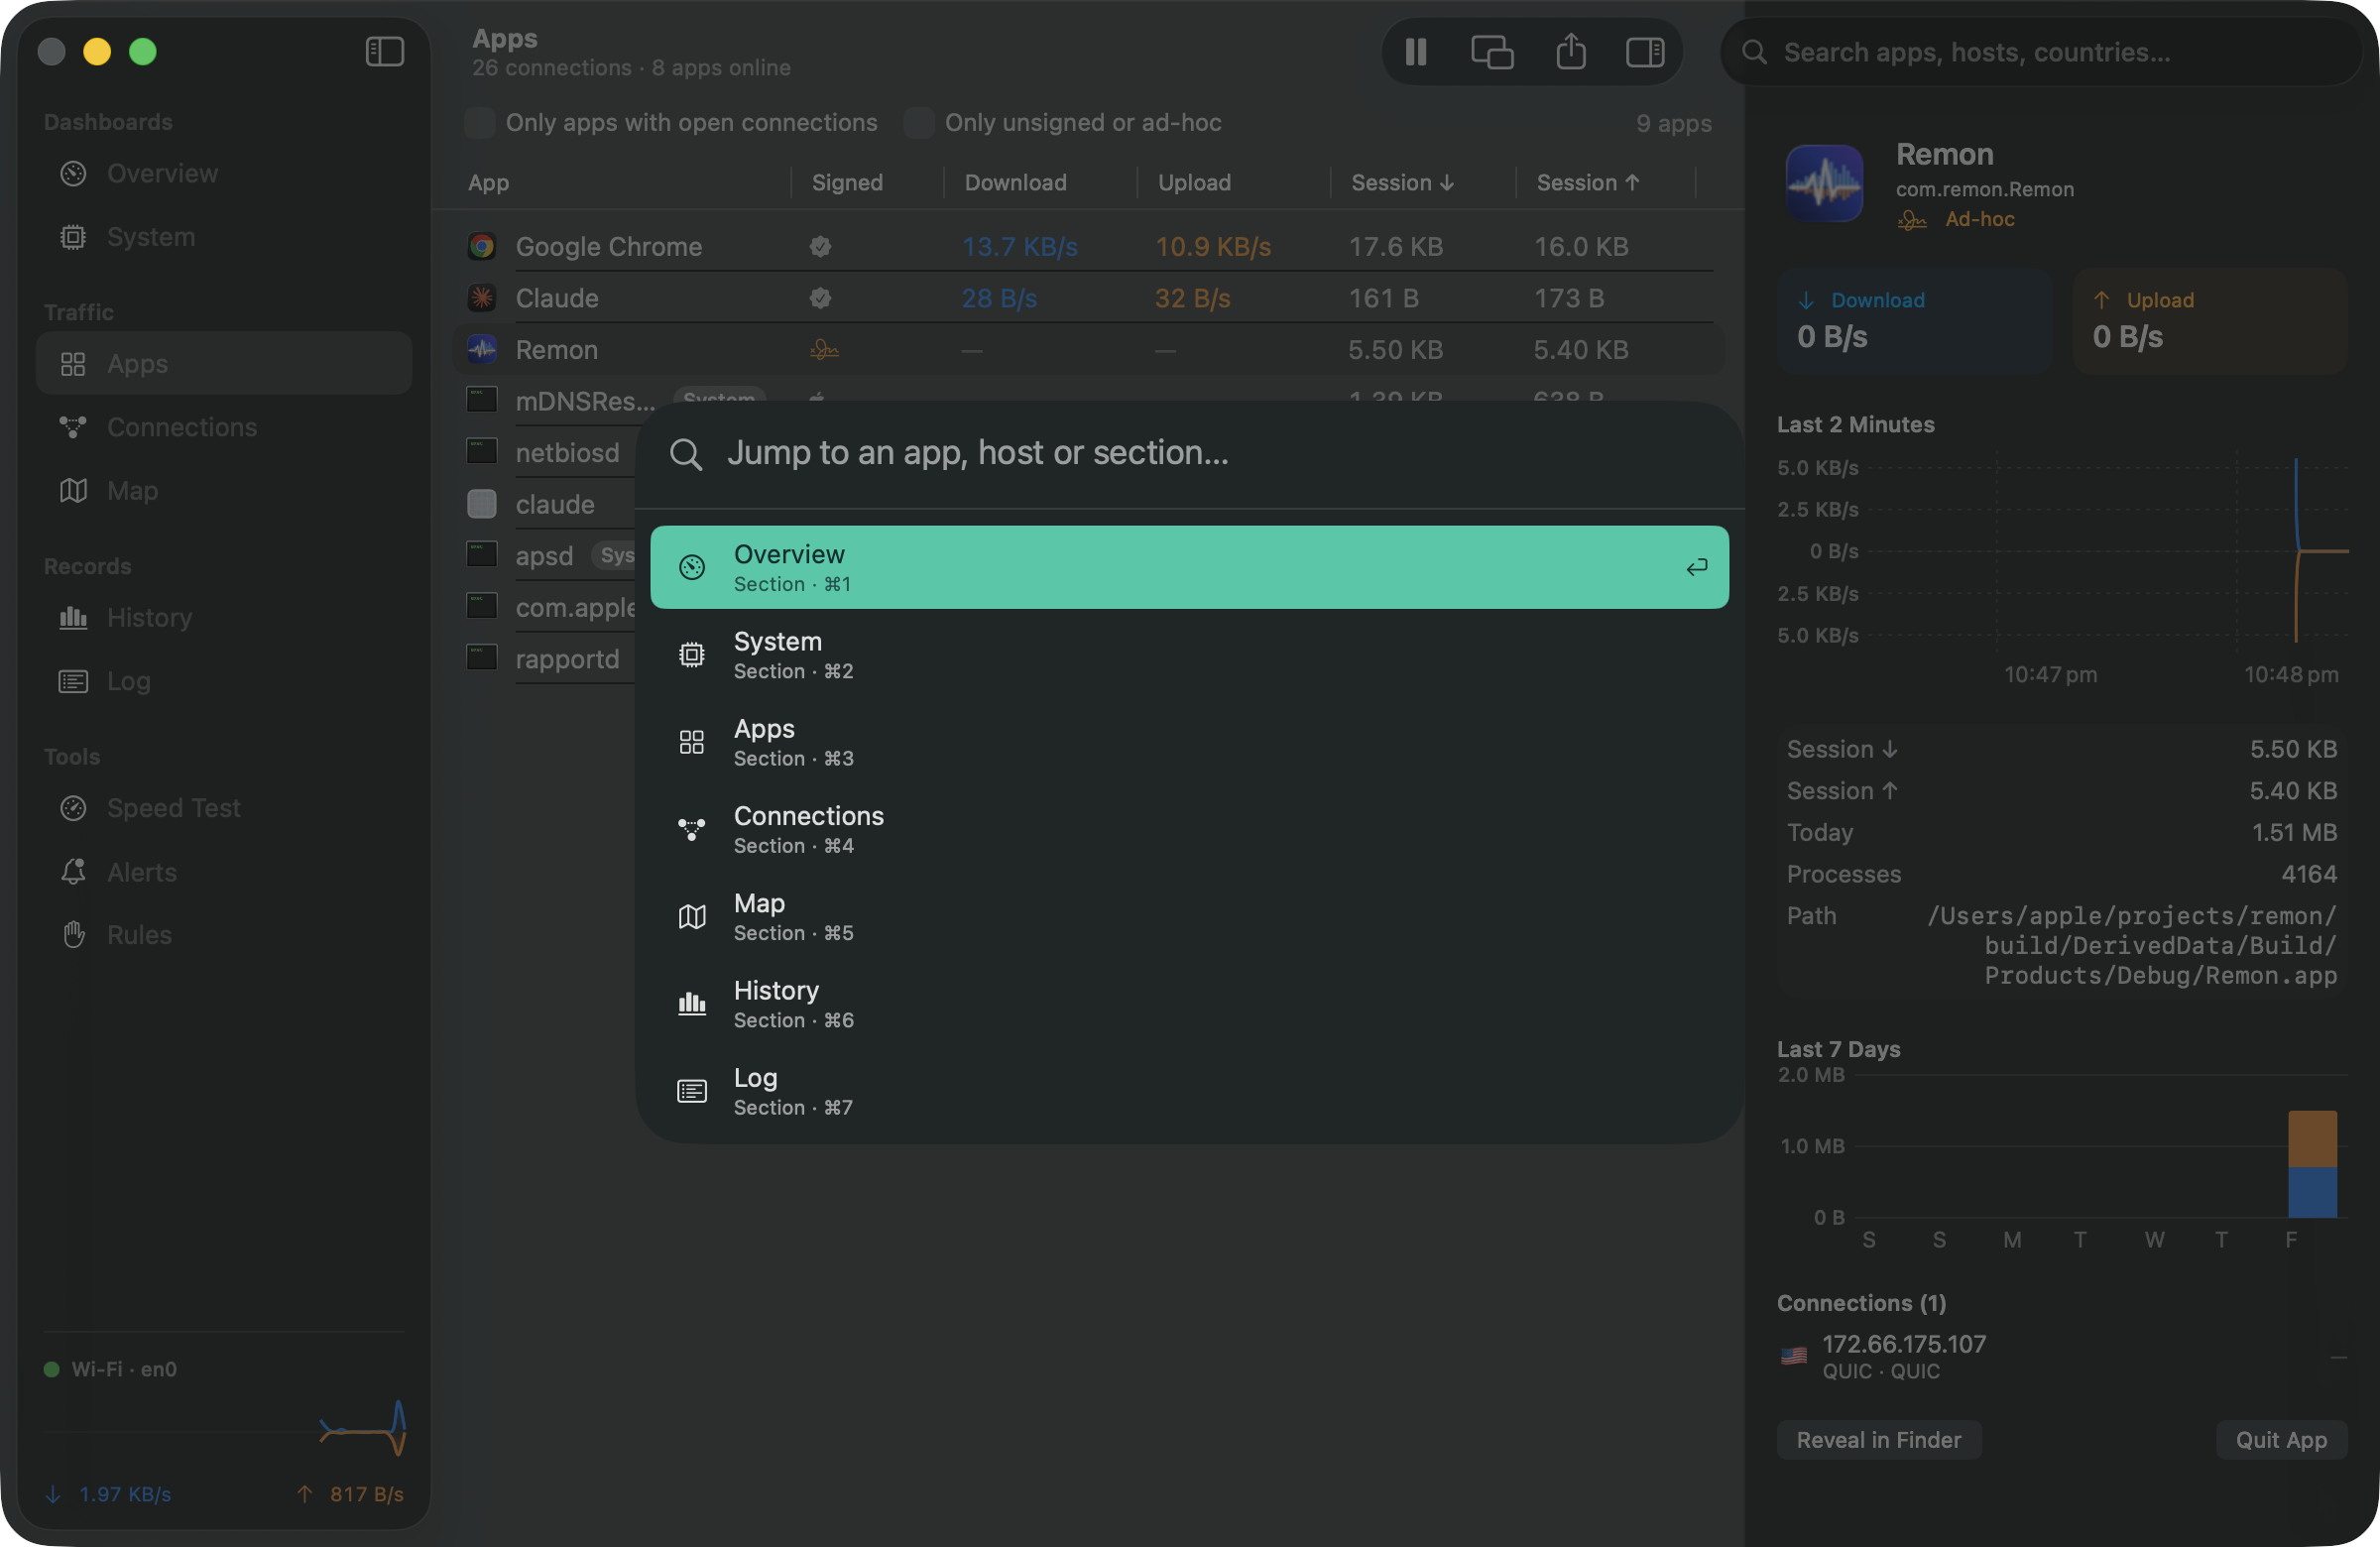 Dashboards
Overview
System
Traffic
Apps
Connections
Map
Records
History
Log
Tools
Speed Test
Alerts
Rules
Wi-Fi · en0
↓ 1.97 KB/s ↑ 817 B/s
Apps
26 connections · 8 apps online
Only apps with open connections Only unsigned or ad-hoc 9 apps
App Signed Download Upload Session ↓ Session ↑
Google Chrome 13.7 KB/s 10.9 KB/s 17.6 KB 16.0 KB
Claude 28 B/s 32 B/s 161 B 173 B
Remon — — 5.50 KB 5.40 KB
mDNSRes... System 1.39 KB 638 B
netbiosd
claude
apsd Sys
com.apple
rapportd
Jump to an app, host or section...
Overview
Section · ⌘1
System
Section · ⌘2
Apps
Section · ⌘3
Connections
Section · ⌘4
Map
Section · ⌘5
History
Section · ⌘6
Log
Section · ⌘7
Search apps, hosts, countries...
Remon
com.remon.Remon
Ad-hoc
↓ Download ↑ Upload
0 B/s 0 B/s
Last 2 Minutes
5.0 KB/s
2.5 KB/s
0 B/s
2.5 KB/s
5.0 KB/s
10:47 pm 10:48 pm
Session ↓ 5.50 KB
Session ↑ 5.40 KB
Today 1.51 MB
Processes 4164
Path /Users/apple/projects/remon/
build/DerivedData/Build/
Products/Debug/Remon.app
Last 7 Days
2.0 MB
1.0 MB
0 B
S S M T W T F
Connections (1)
172.66.175.107 —
QUIC · QUIC
Reveal in Finder Quit App